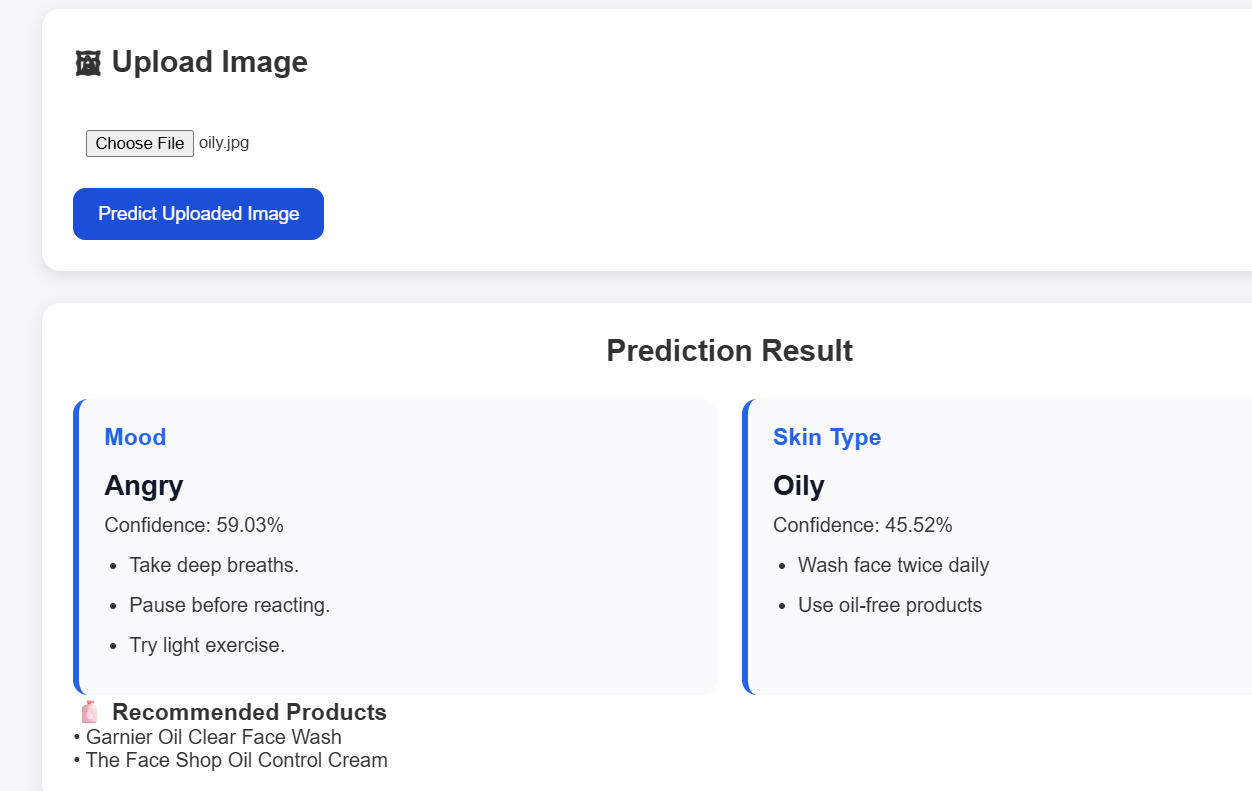 Upload Image
Choose File oily.jpg
Predict Uploaded Image
Prediction Result
Mood
Angry
Confidence: 59.03%
• Take deep breaths.
• Pause before reacting.
• Try light exercise.
Skin Type
Oily
Confidence: 45.52%
• Wash face twice daily
• Use oil-free products
Recommended Products
• Garnier Oil Clear Face Wash
• The Face Shop Oil Control Cream